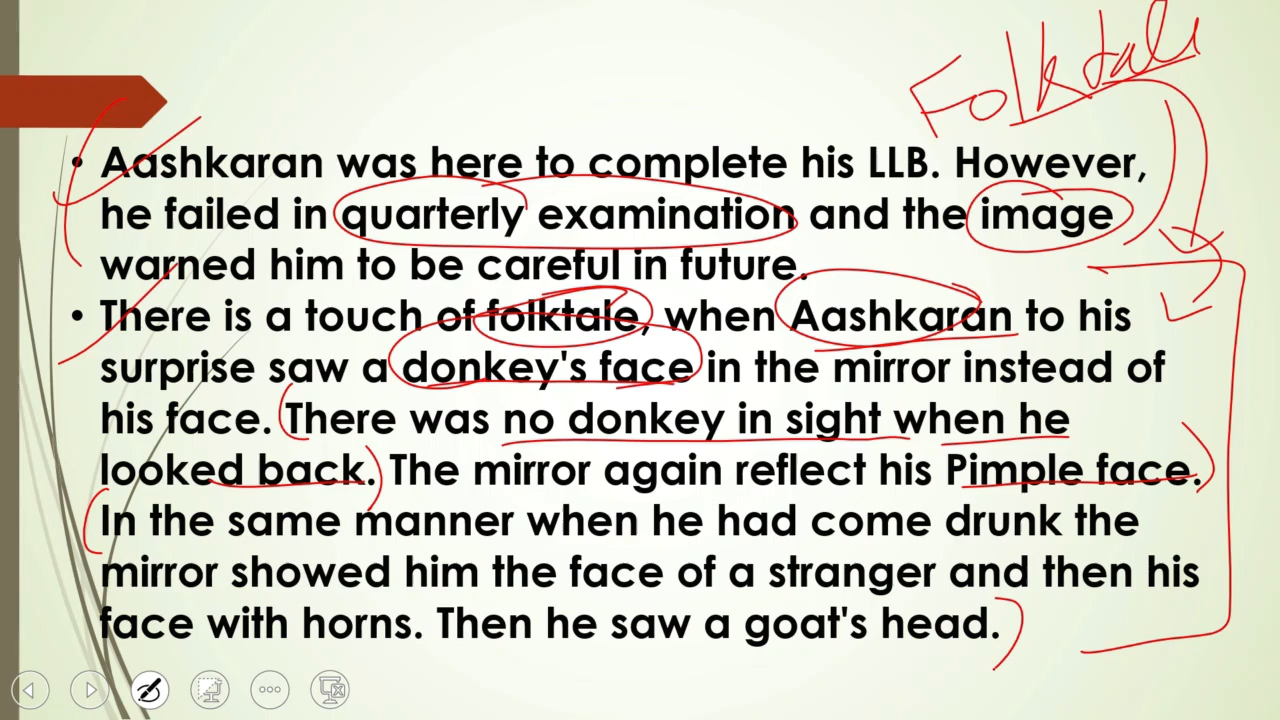 Folktale
• Aashkaran was here to complete his LLB. However,
he failed in quarterly examination and the image
warned him to be careful in future.
• There is a touch of folktale, when Aashkaran to his
surprise saw a donkey's face in the mirror instead of
his face. There was no donkey in sight when he
looked back. The mirror again reflect his Pimple face.
In the same manner when he had come drunk the
mirror showed him the face of a stranger and then his
face with horns. Then he saw a goat's head.